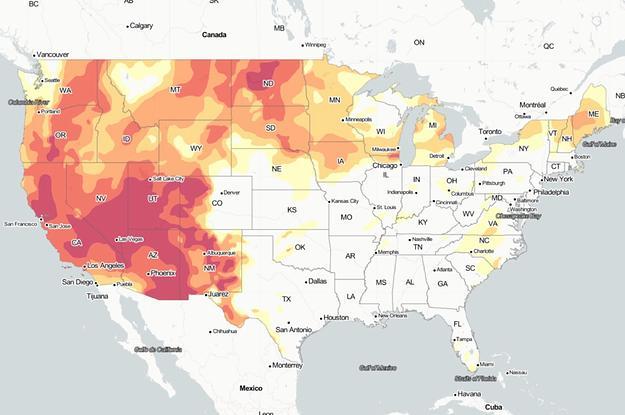 BC
AB
SK
Calgary
Canada
MB
Winnipeg
ON
QC
Vancouver
Seattle
WA
Columbia River
Portland
MT
ND
MN
Québec
Montréal
Ottawa
ME
NB
Bay of
OR
ID
SD
Minneapolis
WI
MI
Toronto
VT
NH
NY
Gulf of Maine
Boston
WY
IA
Milwaukee
Chicago
Detroit
CT
NE
IL
IN
OH
Cleveland
PA
New York
Pittsburgh
Philadelphia
NV
Salt Lake City
UT
CO
Denver
KS
Kansas City
MO
St. Louis
Indianapolis
Cincinnati
WV
MD
Baltimore
Washington
Chesapeake Bay
VA
KY
San Francisco
San Jose
CA
Las Vegas
AZ
Albuquerque
NM
OK
AR
Nashville
TN
Memphis
NC
Charlotte
SC
Los Angeles
San Diego
Phoenix
Tijuana
Puebla
Juarez
TX
Dallas
LA
MS
AL
GA
Atlanta
Houston
San Antonio
New Orleans
FL
Tampa
Miami
Nassau
Chihuahua
Golfo de California
Monterrey
Gulf of Mexico
Straits of Florida
Mexico
Leon
Havana
Cuba